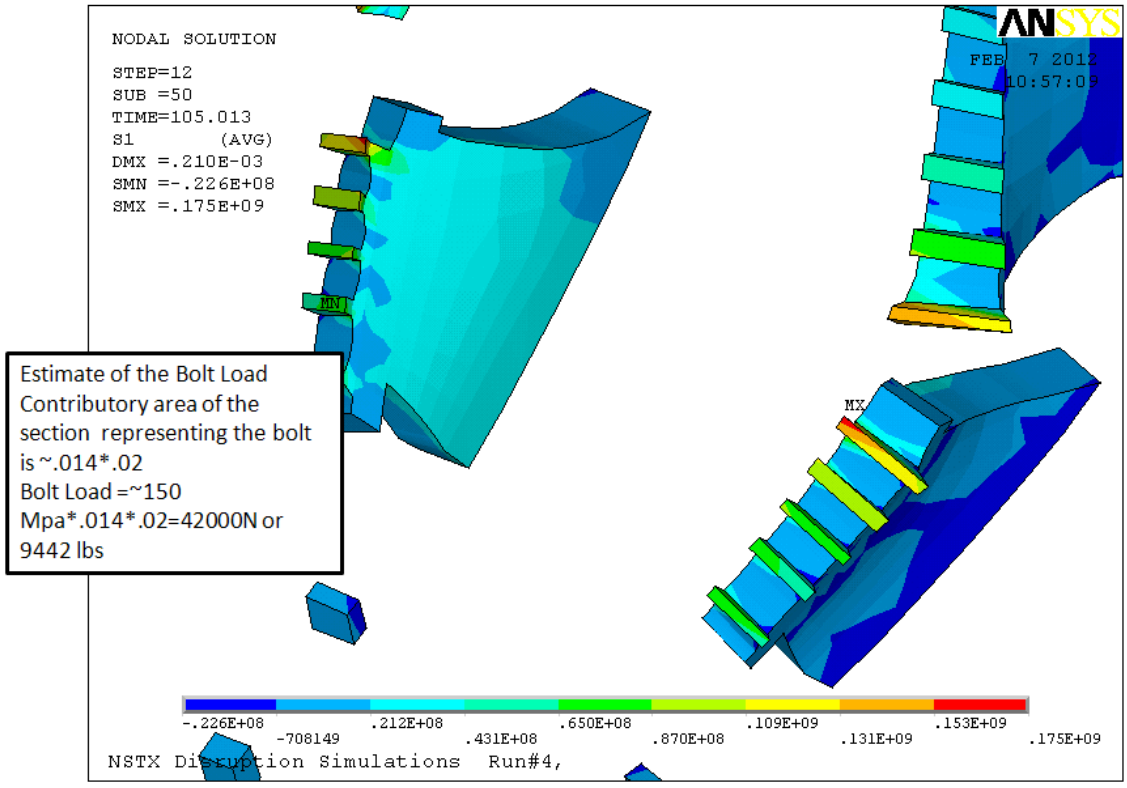 ANSYS
NODAL SOLUTION
FEB 7 2012
10:57:09
STEP=12
SUB =50
TIME=105.013
S1 (AVG)
DMX =.210E-03
SMN =-.226E+08
SMX =.175E+09
MN
MX
Estimate of the Bolt Load
Contributory area of the
section representing the bolt
is ~.014*.02
Bolt Load =~150
Mpa*.014*.02=42000N or
9442 lbs
-.226E+08 .212E+08 .650E+08 .109E+09 .153E+09
-708149 .431E+08 .870E+08 .131E+09 .175E+09
NSTX Disruption Simulations Run#4,